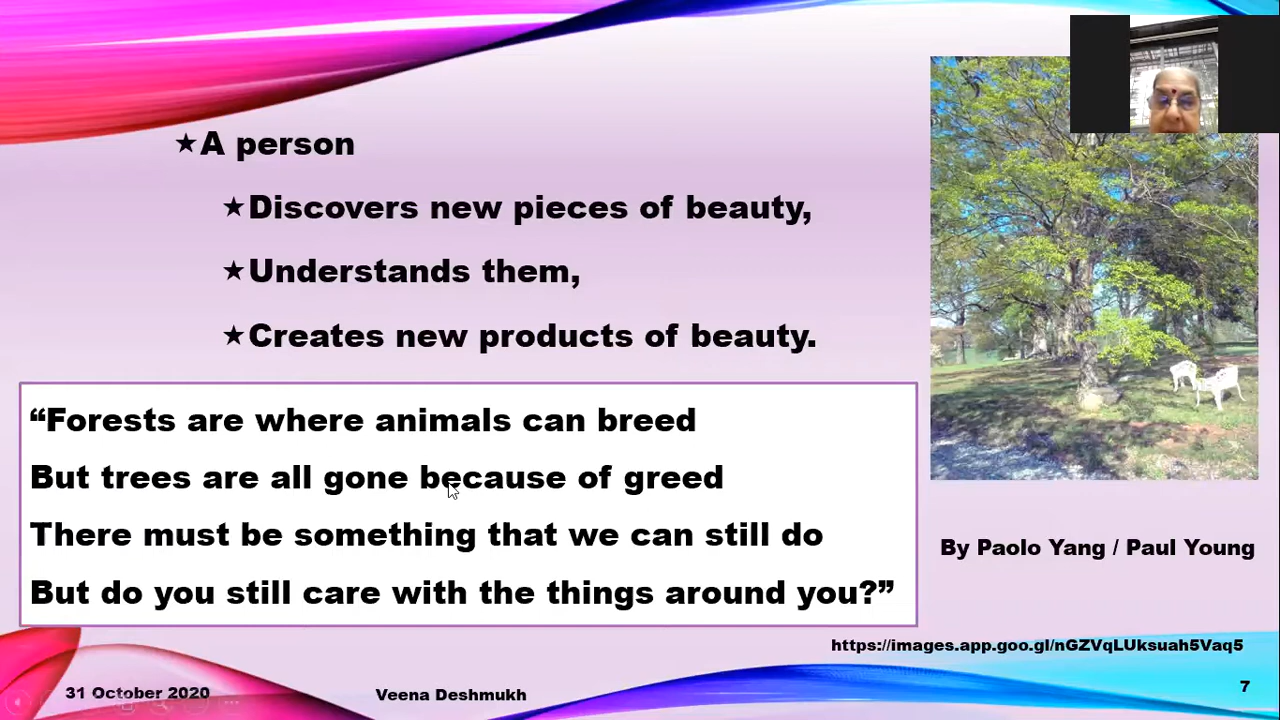 ★A person
★Discovers new pieces of beauty,
★Understands them,
★Creates new products of beauty.
“Forests are where animals can breed
But trees are all gone because of greed
There must be something that we can still do
But do you still care with the things around you?”
By Paolo Yang / Paul Young
https://images.app.goo.gl/nGZVqLUksuah5Vaq5
31 October 2020
Veena Deshmukh
7